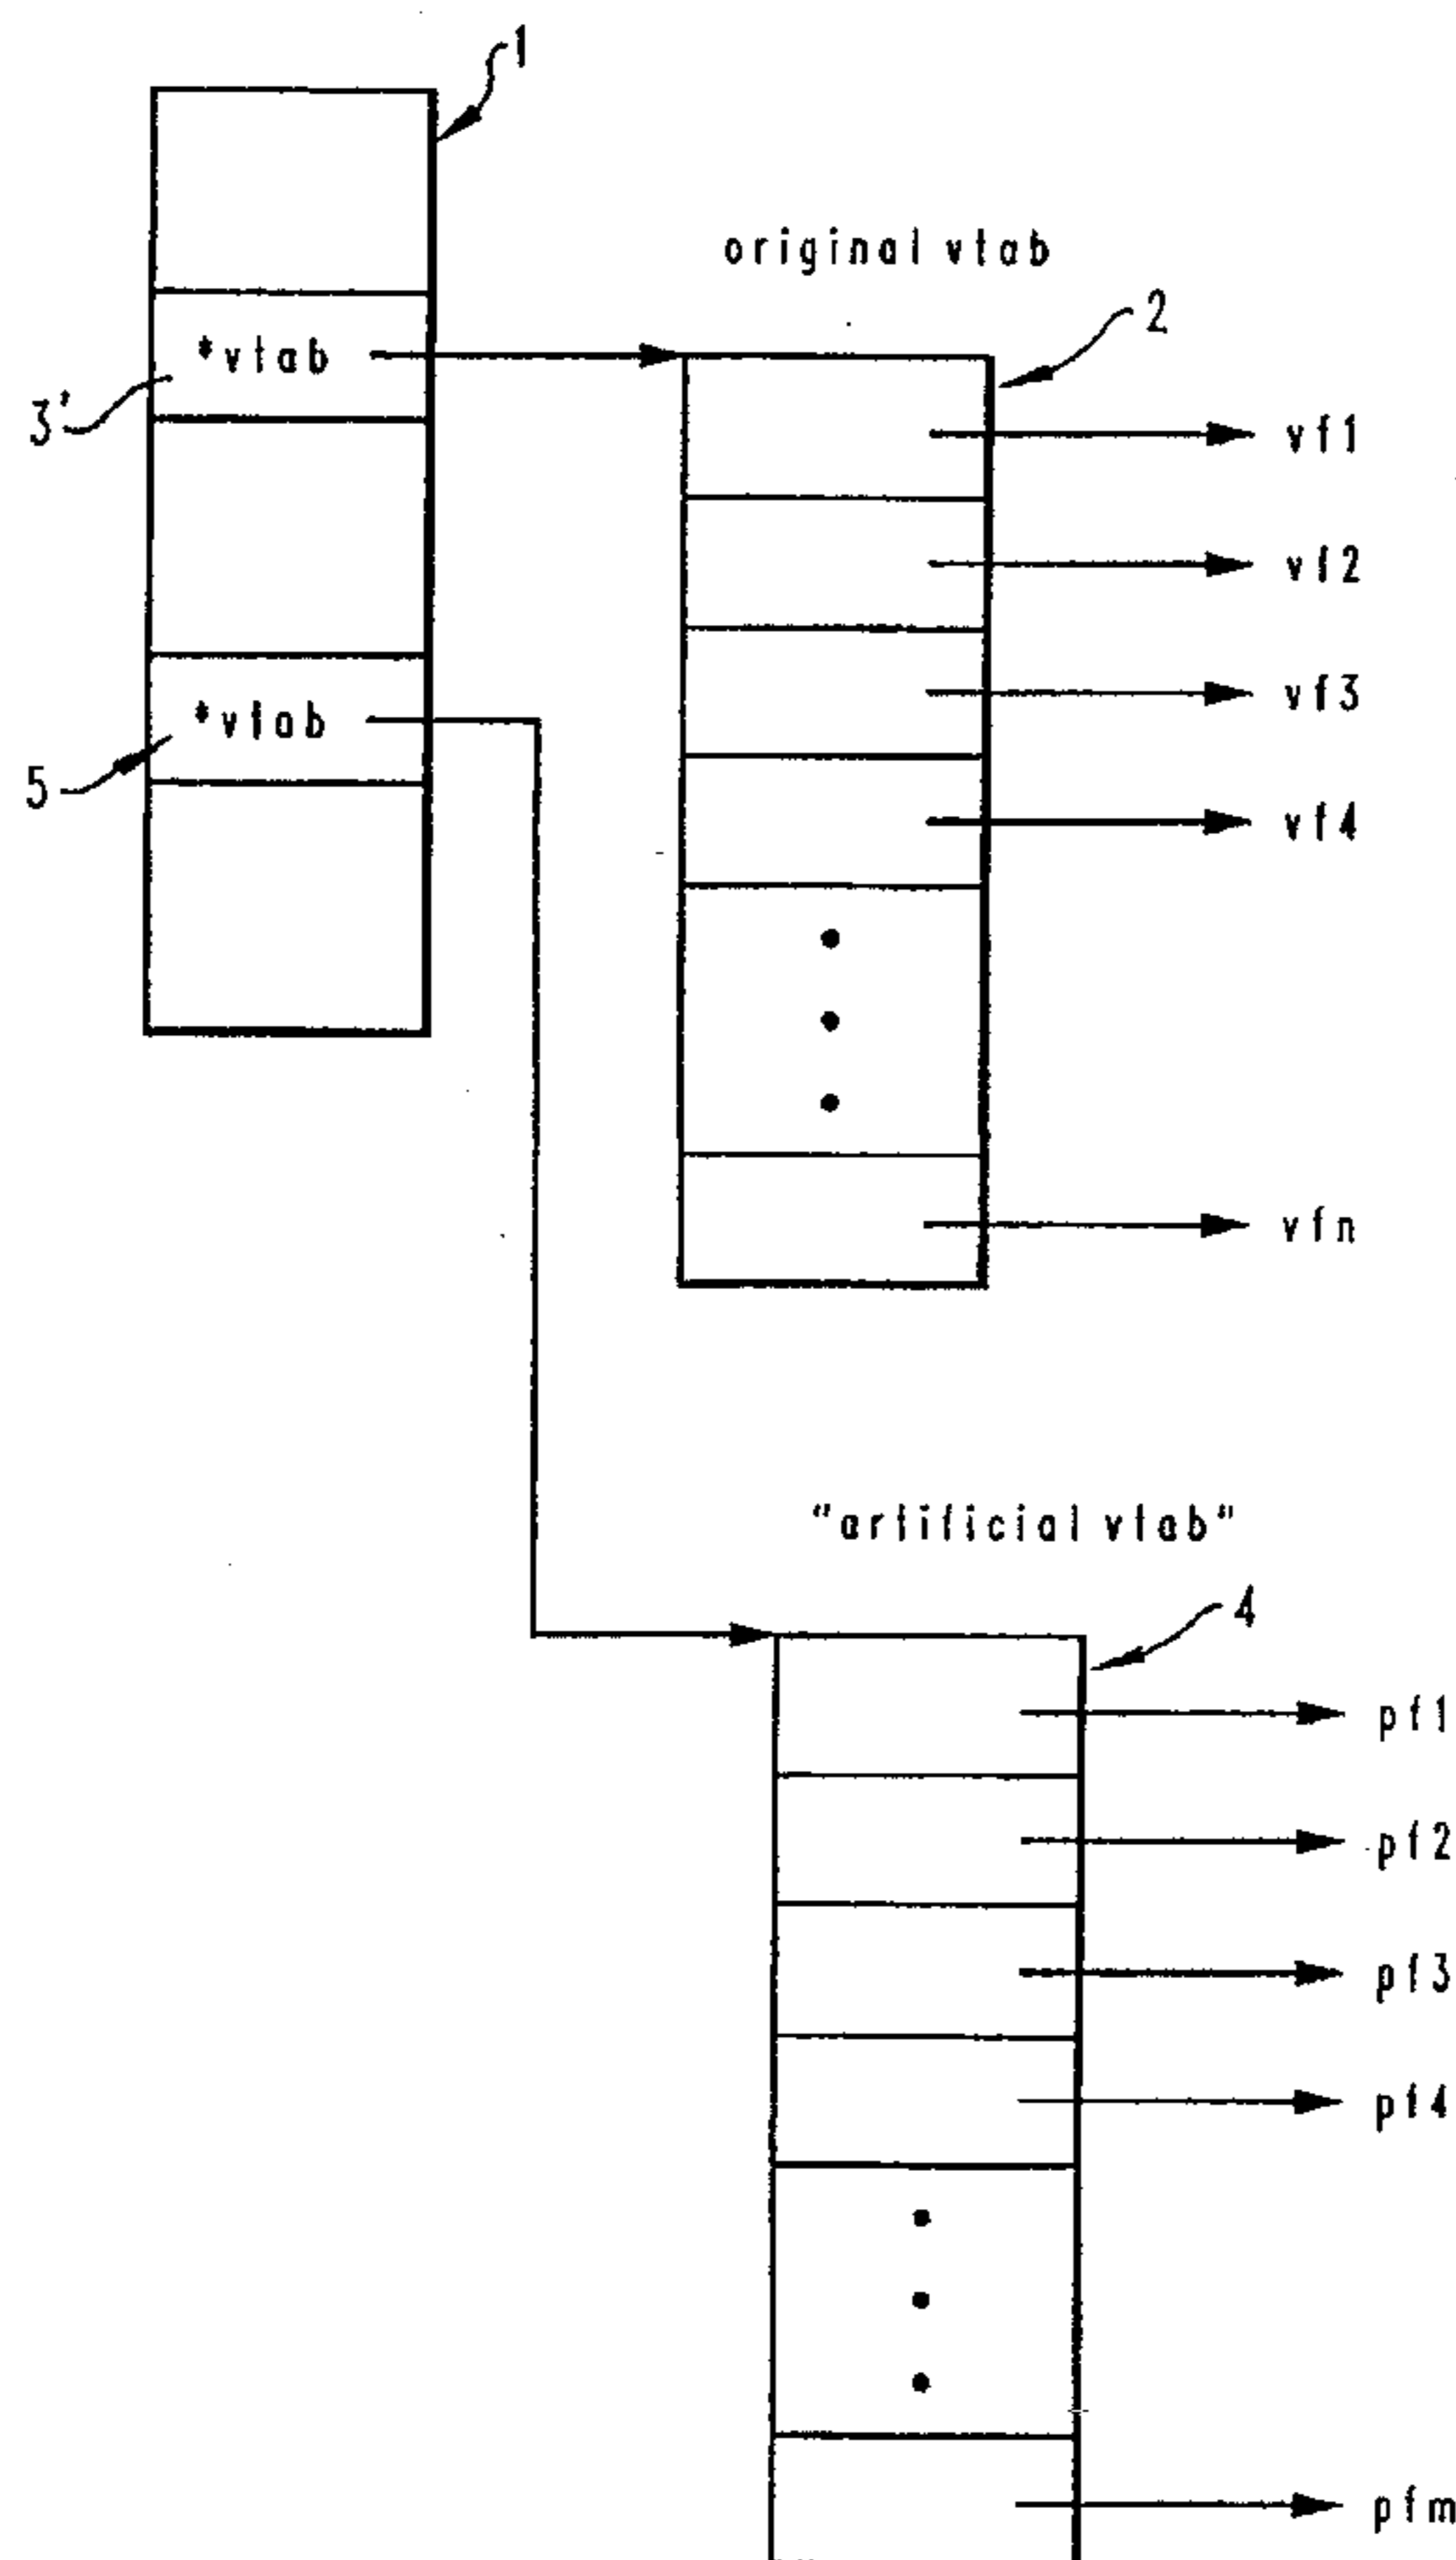 1
original vtab
2
*vtab
3'
vf1
vf2
vf3
*vtab
5
vf4
vfn
"artificial vtab"
4
pf1
pf2
pf3
pf4
pfm